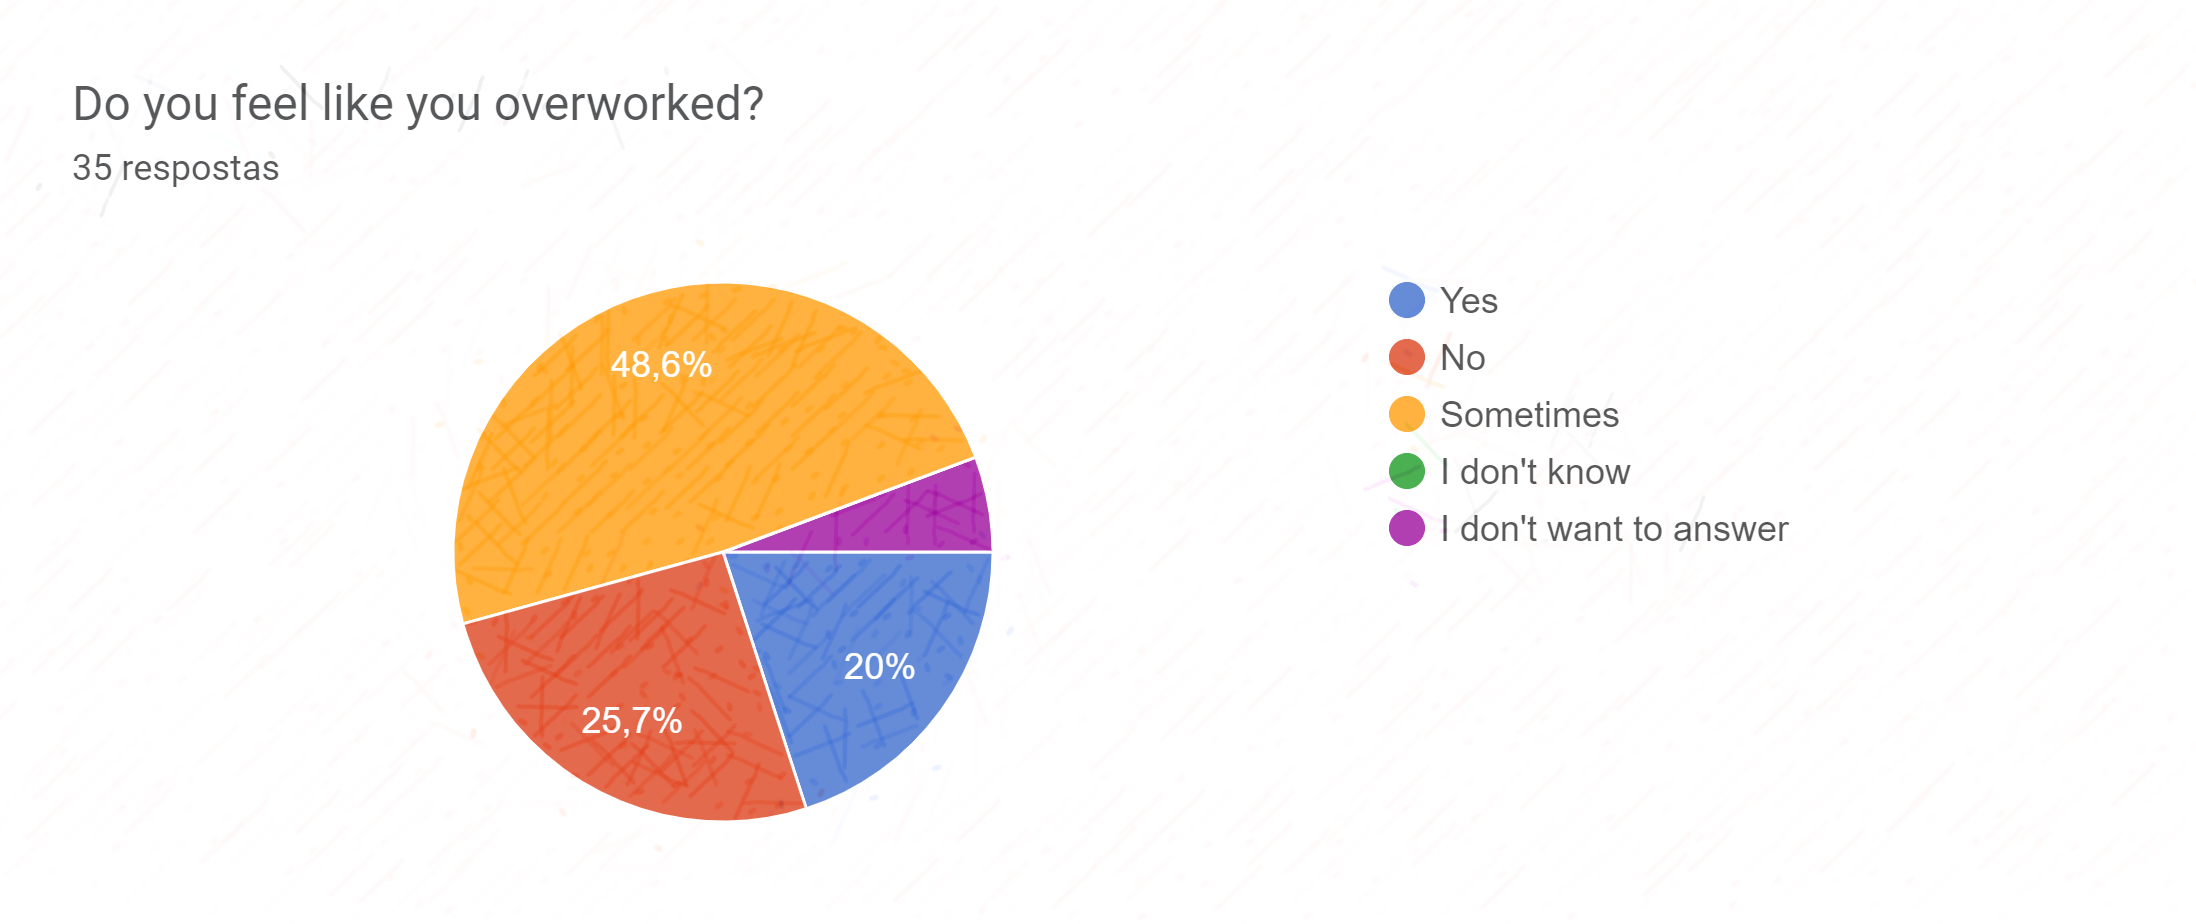 Do you feel like you overworked?
35 respostas
48,6%
20%
25,7%
Yes
No
Sometimes
I don't know
I don't want to answer